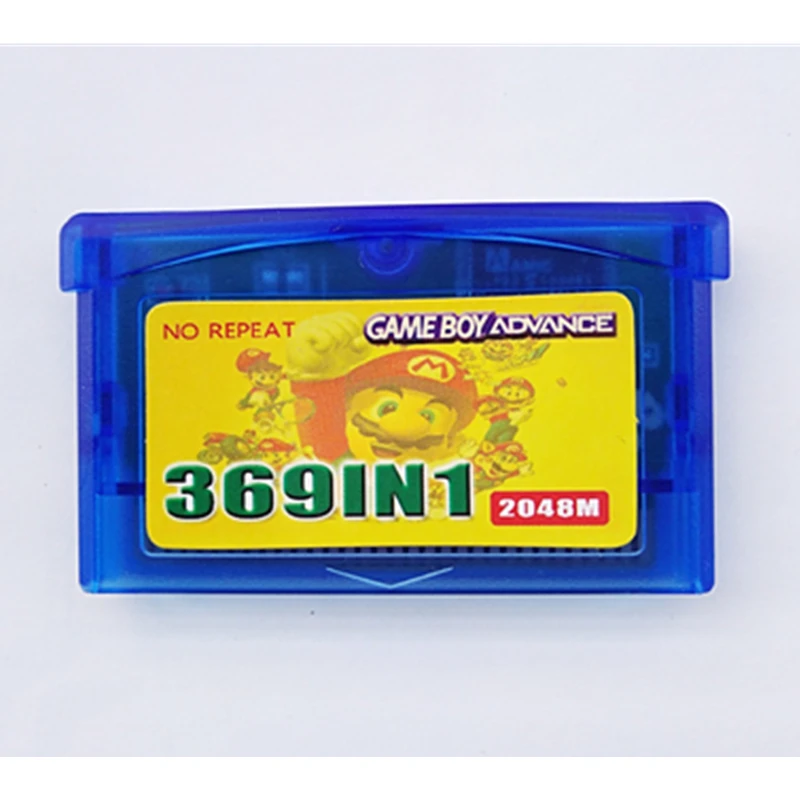 NO REPEAT
GAME BOY ADVANCE
M
369IN1
2048M